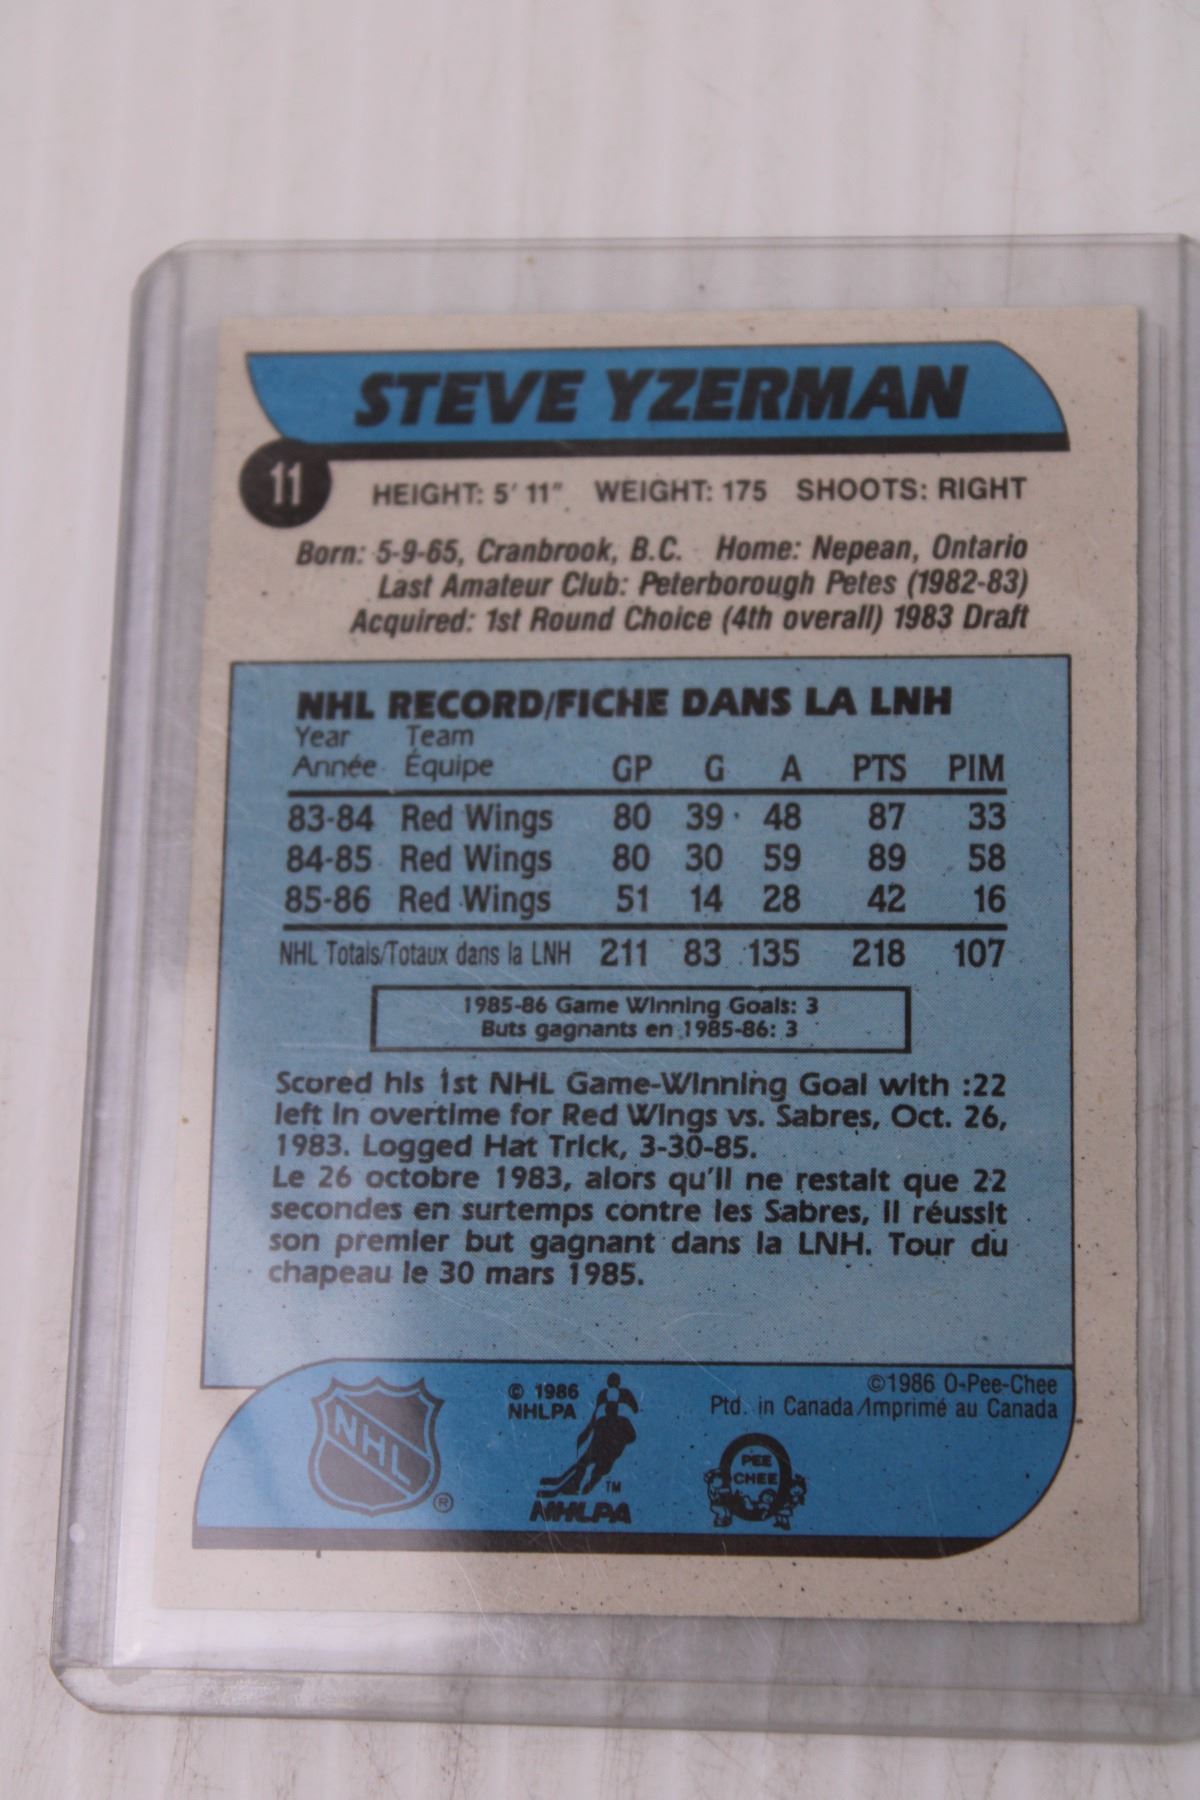 STEVE YZERMAN
11
HEIGHT: 5' 11" WEIGHT: 175 SHOOTS: RIGHT
Born: 5-9-65, Cranbrook, B.C. Home: Nepean, Ontario
Last Amateur Club: Peterborough Petes (1982-83)
Acquired: 1st Round Choice (4th overall) 1983 Draft
NHL RECORD/FICHE DANS LA LNH
Year Team
Année Équipe GP G A PTS PIM
83-84 Red Wings 80 39 48 87 33
84-85 Red Wings 80 30 59 89 58
85-86 Red Wings 51 14 28 42 16
NHL Totals/Totaux dans la LNH 211 83 135 218 107
1985-86 Game Winning Goals: 3
Buts gagnants en 1985-86: 3
Scored his 1st NHL Game-Winning Goal with :22
left in overtime for Red Wings vs. Sabres, Oct. 26,
1983. Logged Hat Trick, 3-30-85.
Le 26 octobre 1983, alors qu'il ne restait que 22
secondes en surtemps contre les Sabres, il réussit
son premier but gagnant dans la LNH. Tour du
chapeau le 30 mars 1985.
NHL ®
© 1986
NHLPA
TM
NHLPA
©1986 O-Pee-Chee
Ptd. in Canada/Imprimé au Canada
PEE
CHEE